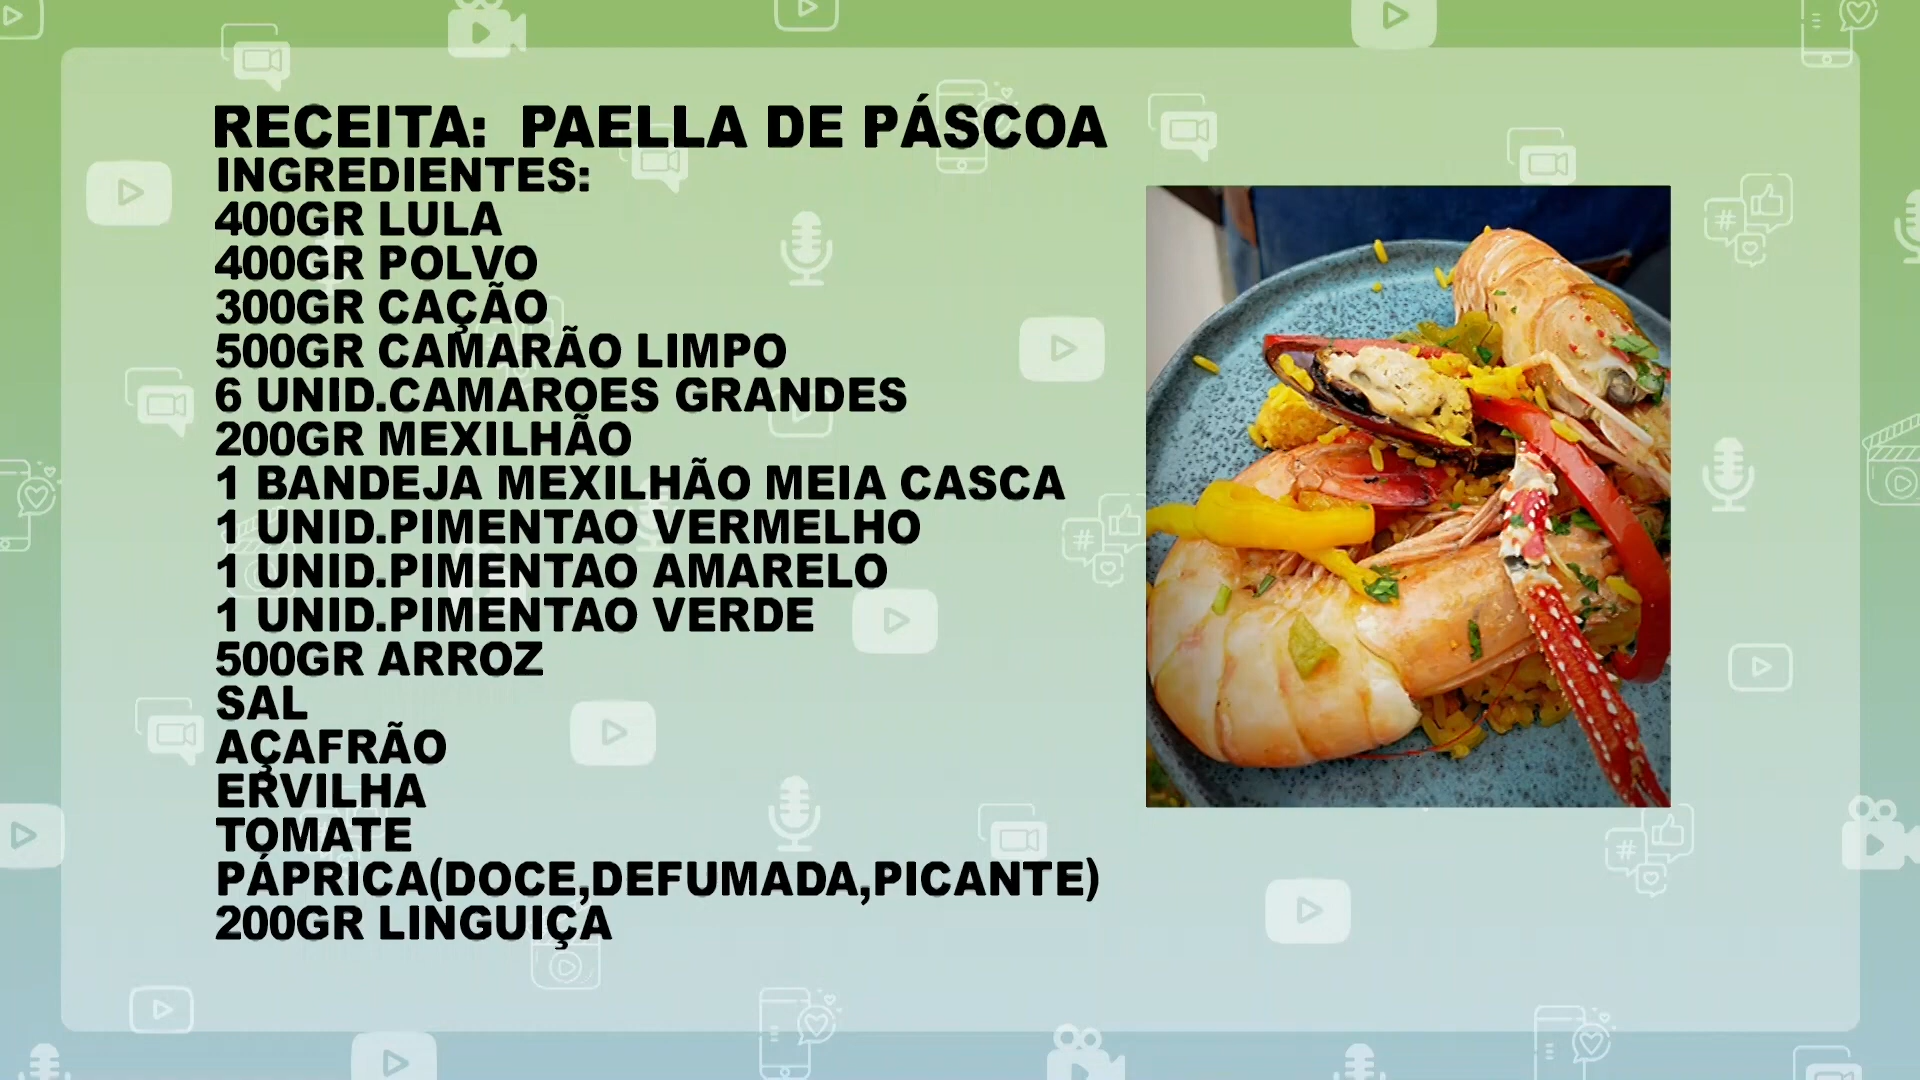 RECEITA: PAELLA DE PÁSCOA
INGREDIENTES:
400GR LULA
400GR POLVO
300GR CAÇÃO
500GR CAMARÃO LIMPO
6 UNID.CAMAROES GRANDES
200GR MEXILHÃO
1 BANDEJA MEXILHÃO MEIA CASCA
1 UNID.PIMENTAO VERMELHO
1 UNID.PIMENTAO AMARELO
1 UNID.PIMENTAO VERDE
500GR ARROZ
SAL
AÇAFRÃO
ERVILHA
TOMATE
PÁPRICA(DOCE,DEFUMADA,PICANTE)
200GR LINGUIÇA